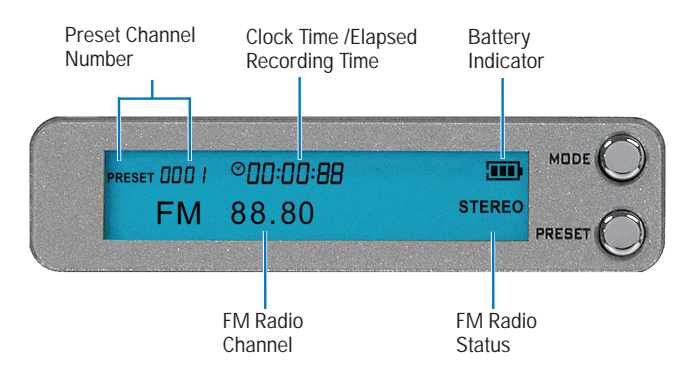 Preset Channel
Number
Clock Time /Elapsed
Recording Time
Battery
Indicator
PRESET 0001 00:00:88
MODE
FM 88.80 STEREO
PRESET
FM Radio
Channel
FM Radio
Status